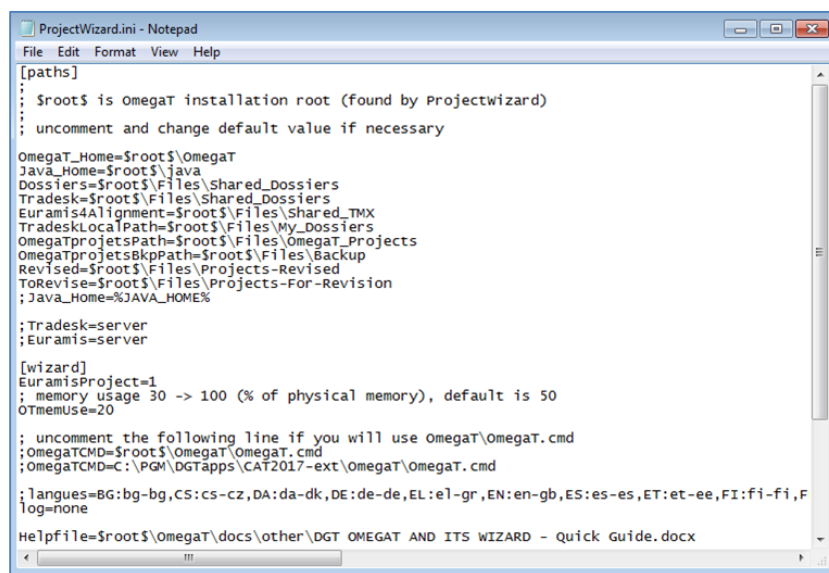 ProjectWizard.ini - Notepad
File Edit Format View Help
[paths]
;
; $root$ is OmegaT installation root (found by ProjectWizard)
;
; uncomment and change default value if necessary
OmegaT_Home=$root$\OmegaT
Java_Home=$root$\java
Dossiers=$root$\Files\Shared_Dossiers
Tradesk=$root$\Files\Shared_Dossiers
Euramis4Alignment=$root$\Files\Shared_TMX
TradeskLocalPath=$root$\Files\My_Dossiers
OmegaTprojetsPath=$root$\Files\OmegaT_Projects
OmegaTprojetsBkpPath=$root$\Files\Backup
Revised=$root$\Files\Projects-Revised
ToRevise=$root$\Files\Projects-For-Revision
;Java_Home=%JAVA_HOME%
;Tradesk=server
;Euramis=server
[wizard]
EuramisProject=1
; memory usage 30 -> 100 (% of physical memory), default is 50
OTmemUse=20
; uncomment the following line if you will use OmegaT\OmegaT.cmd
;OmegaTCMD=$root$\OmegaT\OmegaT.cmd
;OmegaTCMD=C:\PGM\DGTapps\CAT2017-ext\OmegaT\OmegaT.cmd
;langues=BG:bg-bg,CS:cs-cz,DA:da-dk,DE:de-de,EL:el-gr,EN:en-gb,ES:es-es,ET:et-ee,FI:fi-fi,F
log=none
Helpfile=$root$\OmegaT\docs\other\DGT OMEGAT AND ITS WIZARD - Quick Guide.docx